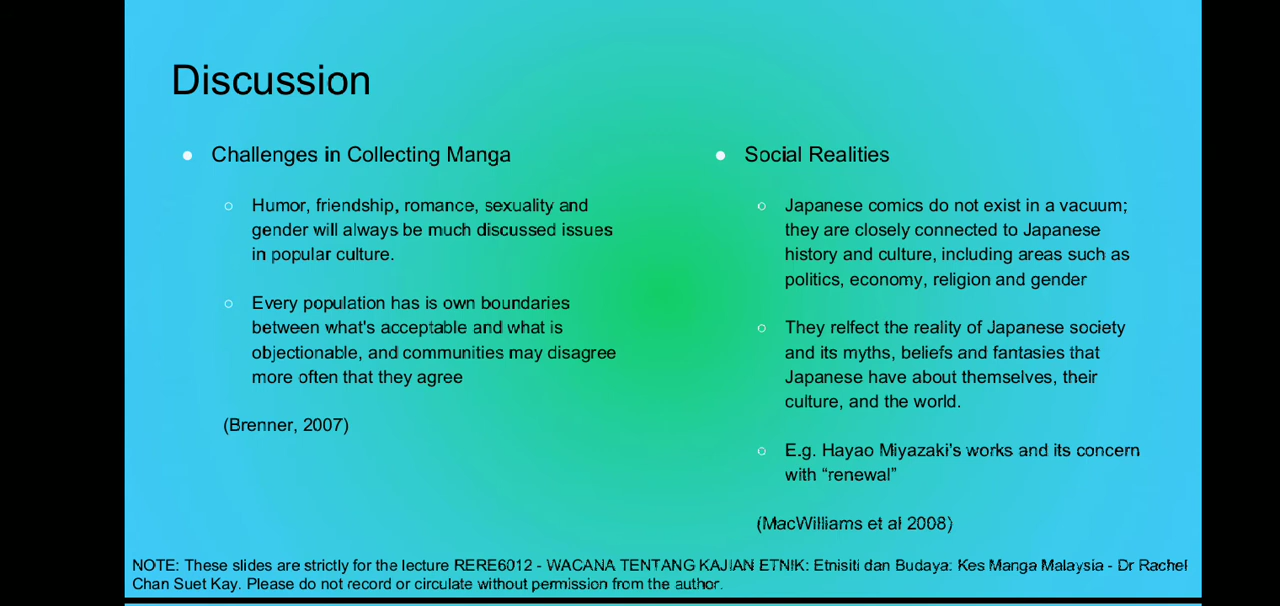 Discussion
Challenges in Collecting Manga
Humor, friendship, romance, sexuality and
gender will always be much discussed issues
in popular culture.
Every population has is own boundaries
between what's acceptable and what is
objectionable, and communities may disagree
more often that they agree
(Brenner, 2007)
Social Realities
Japanese comics do not exist in a vacuum;
they are closely connected to Japanese
history and culture, including areas such as
politics, economy, religion and gender
They relfect the reality of Japanese society
and its myths, beliefs and fantasies that
Japanese have about themselves, their
culture, and the world.
E.g. Hayao Miyazaki's works and its concern
with “renewal”
(MacWilliams et al 2008)
NOTE: These slides are strictly for the lecture RERE6012 - WACANA TENTANG KAJIAN ETNIK: Etnisiti dan Budaya: Kes Manga Malaysia - Dr Rachel
Chan Suet Kay. Please do not record or circulate without permission from the author.